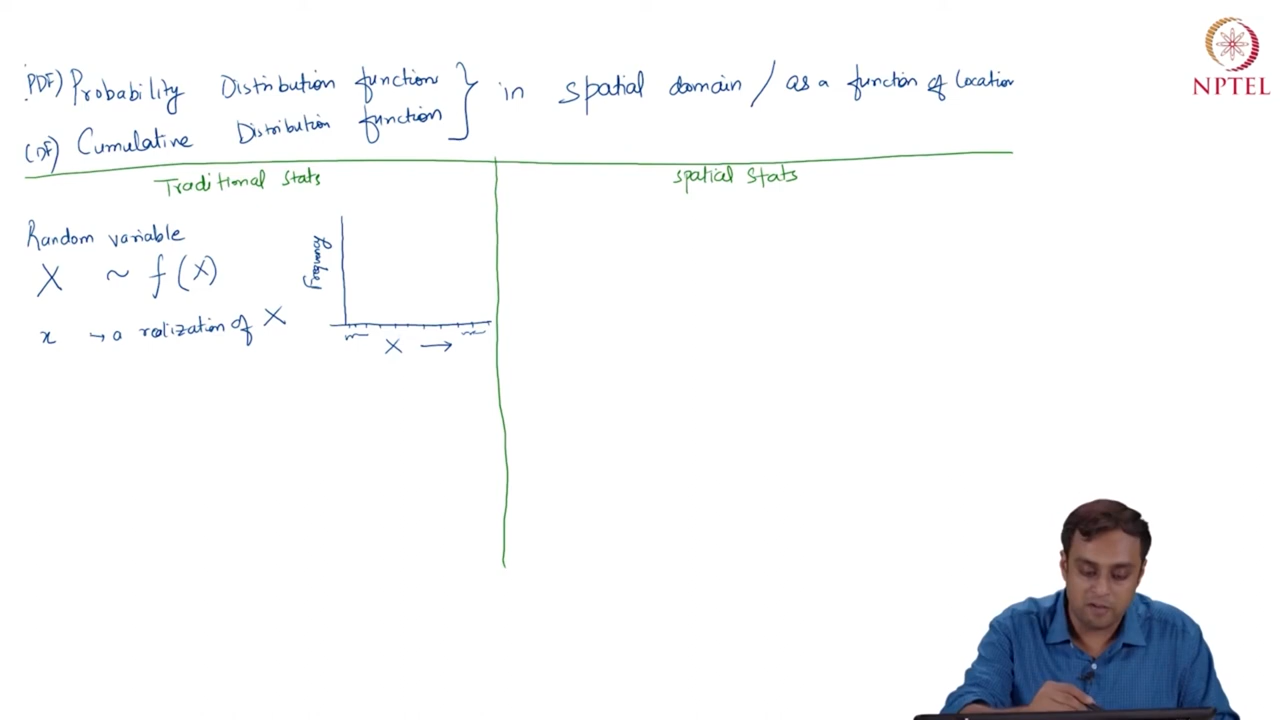 PDF) Probability Distribution function } in spatial domain / as a function of location
CDF) Cumulative Distribution function
NPTEL
Traditional stats
spatial stats
Random variable
X ~ f(X)
x → a realization of X
X →